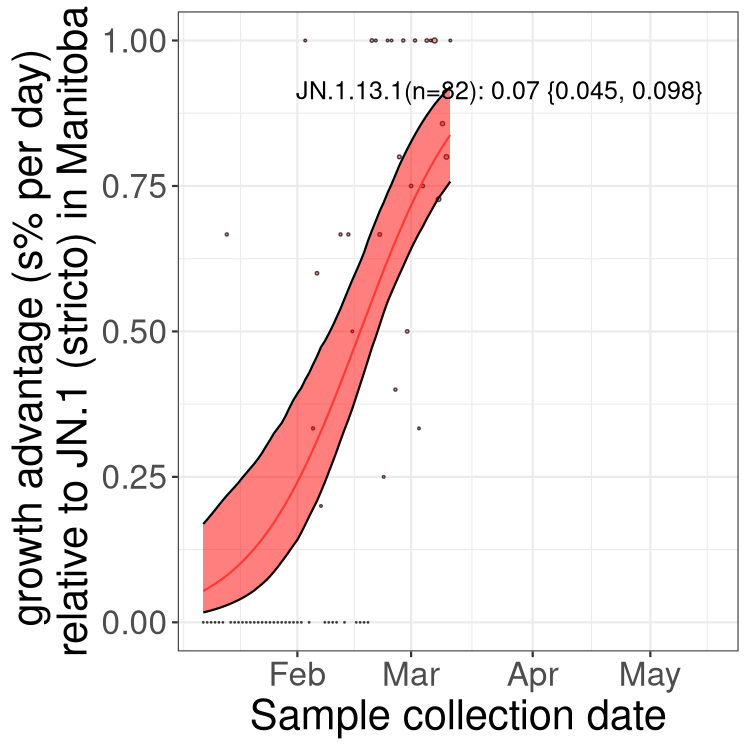 growth advantage (s% per day)
relative to JN.1 (stricto) in Manitoba
1.00
0.75
0.50
0.25
0.00
JN.1.13.1(n=82): 0.07 {0.045, 0.098}
Feb Mar Apr May
Sample collection date